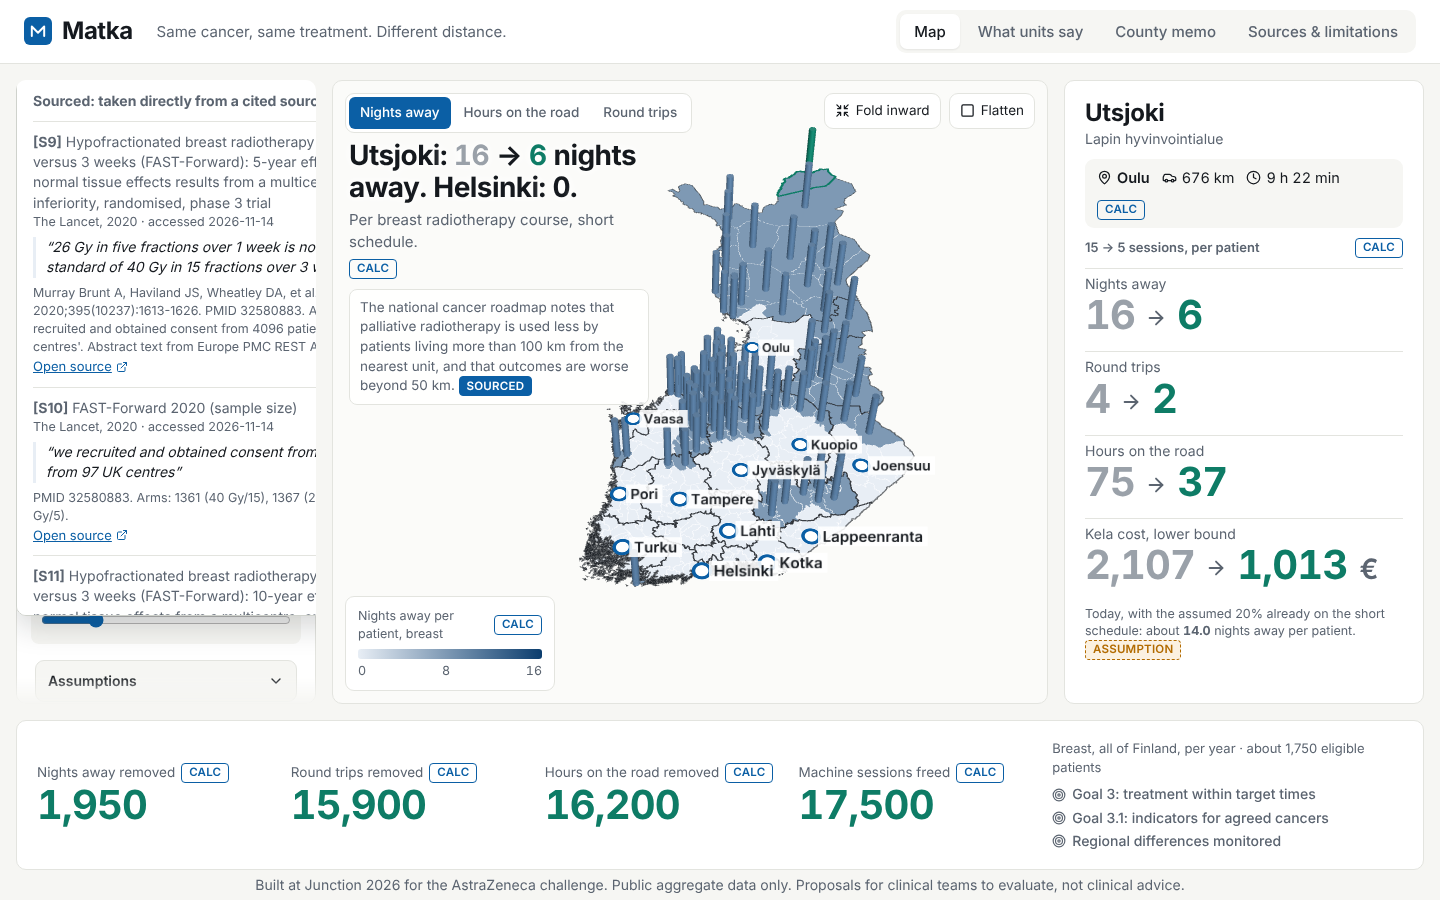 Matka
Same cancer, same treatment. Different distance.
Map
What units say
County memo
Sources & limitations
Sourced: taken directly from a cited sourc
[S9] Hypofractionated breast radiotherapy
versus 3 weeks (FAST-Forward): 5-year eff
normal tissue effects results from a multice
inferiority, randomised, phase 3 trial
The Lancet, 2020 · accessed 2026-11-14
“26 Gy in five fractions over 1 week is no
standard of 40 Gy in 15 fractions over 3 w
Murray Brunt A, Haviland JS, Wheatley DA, et al.
2020;395(10237):1613-1626. PMID 32580883. A
recruited and obtained consent from 4096 patie
centres'. Abstract text from Europe PMC REST A
Open source
[S10] FAST-Forward 2020 (sample size)
The Lancet, 2020 · accessed 2026-11-14
“we recruited and obtained consent from
from 97 UK centres”
PMID 32580883. Arms: 1361 (40 Gy/15), 1367 (2
Gy/5).
Open source
[S11] Hypofractionated breast radiotherapy
versus 3 weeks (FAST-Forward): 10-year e
Assumptions
Nights away
Hours on the road
Round trips
Fold inward
Flatten
Utsjoki: 16 → 6 nights
away. Helsinki: 0.
Per breast radiotherapy course, short
schedule.
CALC
The national cancer roadmap notes that
palliative radiotherapy is used less by
patients living more than 100 km from the
nearest unit, and that outcomes are worse
beyond 50 km. SOURCED
Oulu
Vaasa
Kuopio
Joensuu
Jyväskylä
Pori
Tampere
Lahti
Lappeenranta
Turku
Kotka
Helsinki
Nights away per
patient, breast
CALC
0 8 16
Utsjoki
Lapin hyvinvointialue
Oulu 676 km 9 h 22 min
CALC
15 → 5 sessions, per patient CALC
Nights away
16 → 6
Round trips
4 → 2
Hours on the road
75 → 37
Kela cost, lower bound
2,107 → 1,013 €
Today, with the assumed 20% already on the short
schedule: about 14.0 nights away per patient.
ASSUMPTION
Nights away removed CALC
1,950
Round trips removed CALC
15,900
Hours on the road removed CALC
16,200
Machine sessions freed CALC
17,500
Breast, all of Finland, per year · about 1,750 eligible
patients
Goal 3: treatment within target times
Goal 3.1: indicators for agreed cancers
Regional differences monitored
Built at Junction 2026 for the AstraZeneca challenge. Public aggregate data only. Proposals for clinical teams to evaluate, not clinical advice.